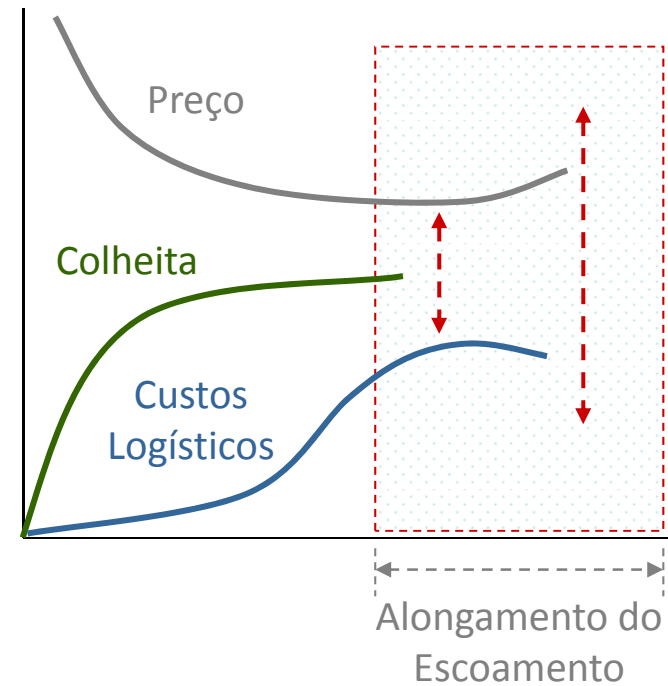 Preço
Colheita
Custos
Logísticos
Alongamento do
Escoamento